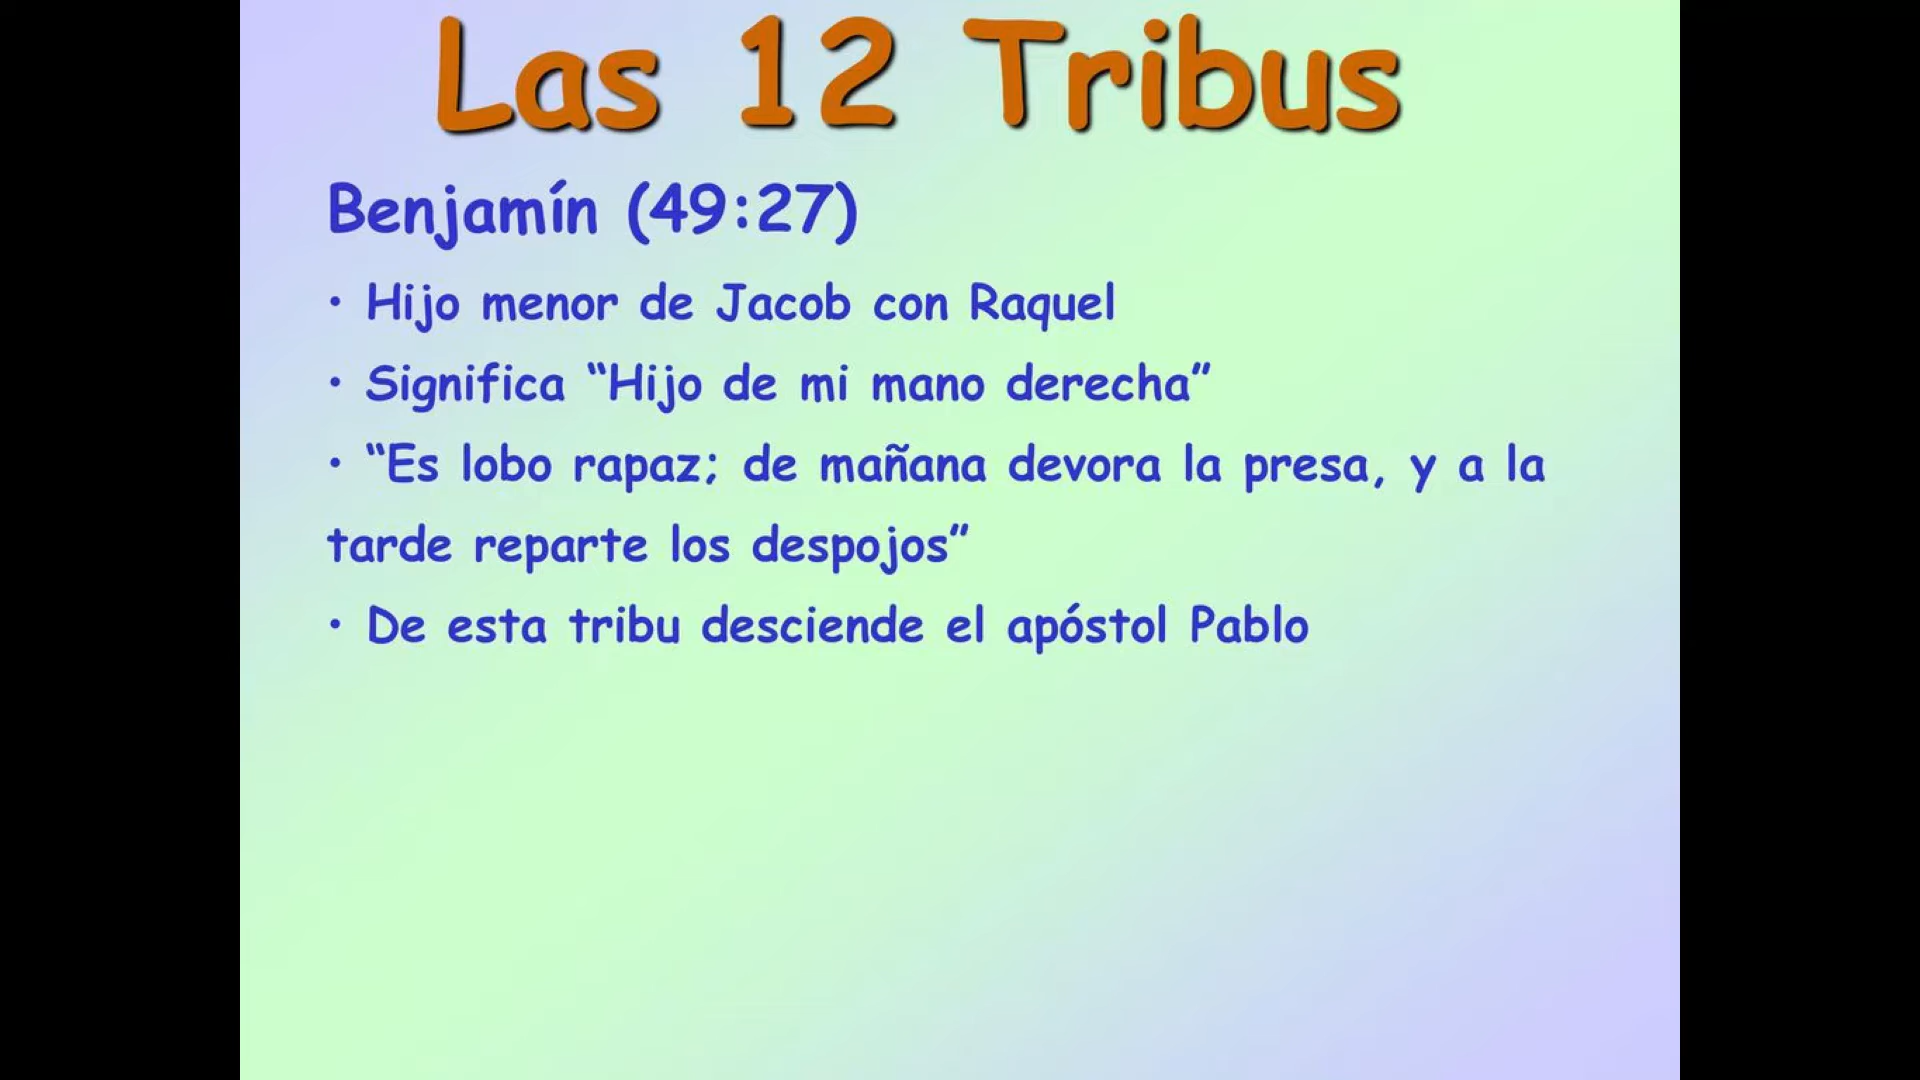 Las 12 Tribus
Benjamín (49:27)
• Hijo menor de Jacob con Raquel
• Significa “Hijo de mi mano derecha”
• “Es lobo rapaz; de mañana devora la presa, y a la
tarde reparte los despojos”
• De esta tribu desciende el apóstol Pablo